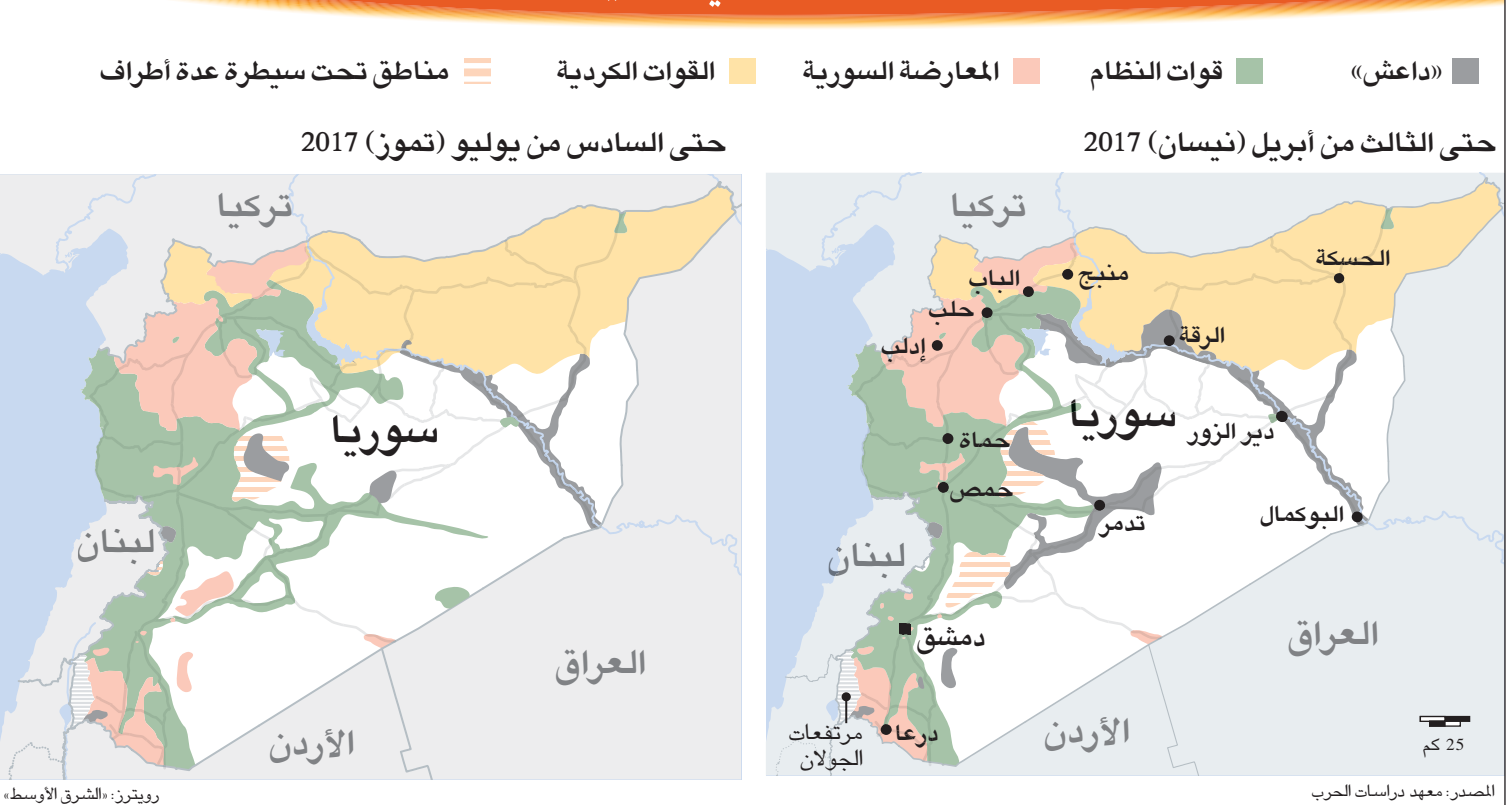 «داعش»
قوات النظام
المعارضة السورية
القوات الكردية
مناطق تحت سيطرة عدة أطراف
حتى الثالث من أبريل (نيسان) 2017
تركيا
الحسكة
منبج
الباب
حلب
الرقة
إدلب
سوريا
دير الزور
حماة
حمص
تدمر
البوكمال
لبنان
دمشق
العراق
مرتفعات
الجولان
درعا
الأردن
25 كم
المصدر: معهد دراسات الحرب
حتى السادس من يوليو (تموز) 2017
تركيا
سوريا
لبنان
العراق
الأردن
رويترز: «الشرق الأوسط»